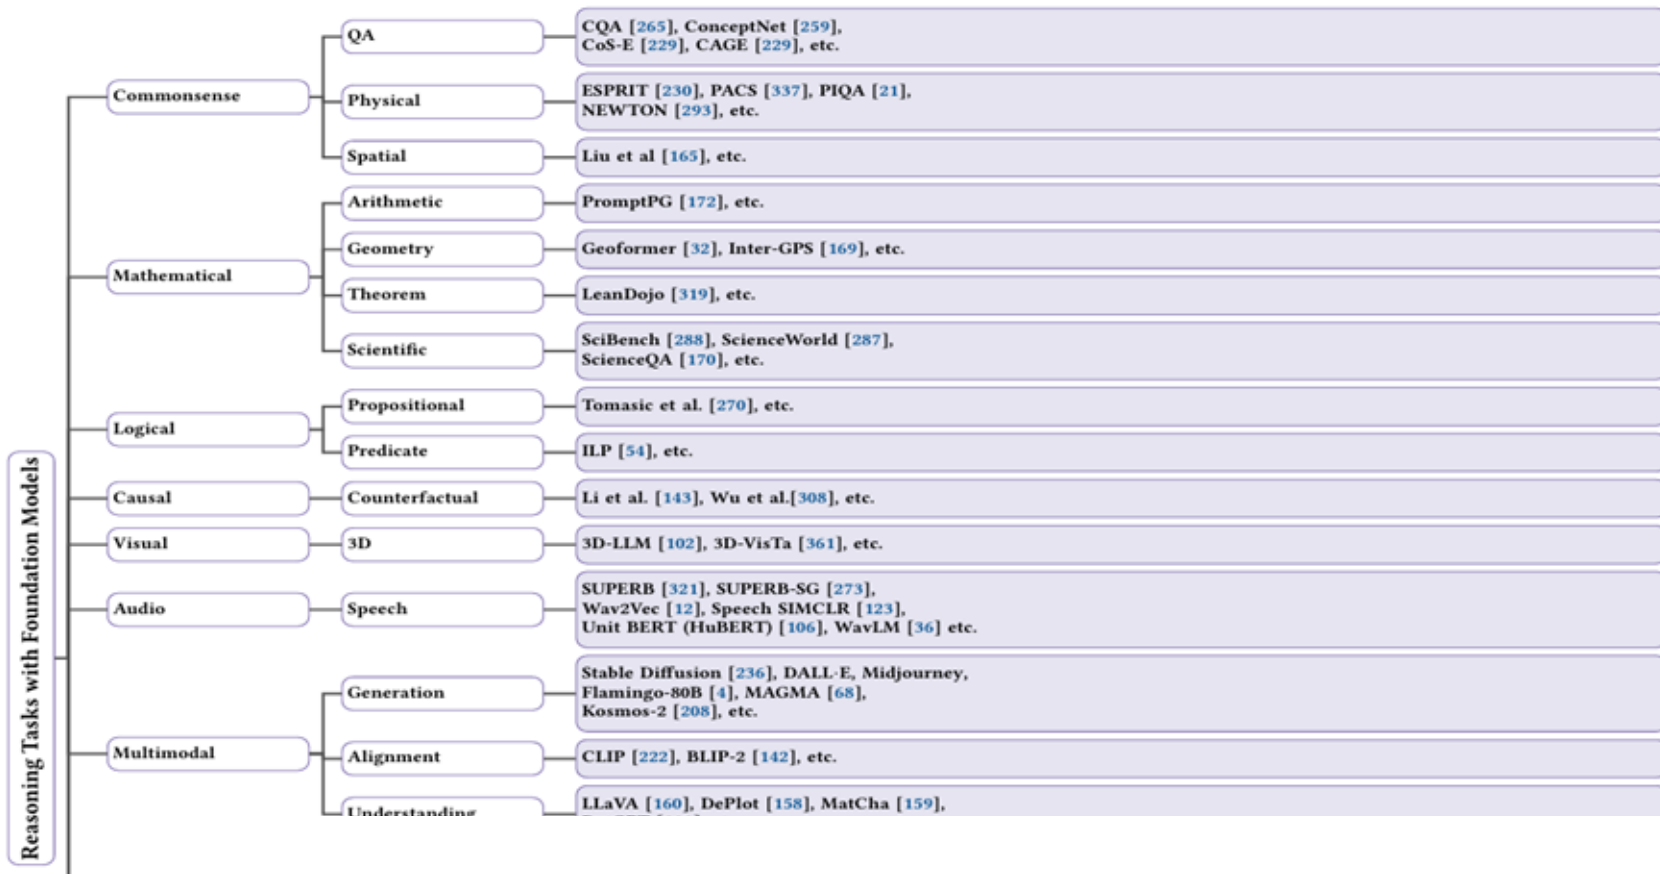 Reasoning Tasks with Foundation Models
Commonsense
QA
CQA [265], ConceptNet [259],
CoS-E [229], CAGE [229], etc.
Physical
ESPRIT [230], PACS [337], PIQA [21],
NEWTON [293], etc.
Spatial
Liu et al [165], etc.
Mathematical
Arithmetic
PromptPG [172], etc.
Geometry
Geoformer [32], Inter-GPS [169], etc.
Theorem
LeanDojo [319], etc.
Scientific
SciBench [288], ScienceWorld [287],
ScienceQA [170], etc.
Logical
Propositional
Tomasic et al. [270], etc.
Predicate
ILP [54], etc.
Causal
Counterfactual
Li et al. [143], Wu et al.[308], etc.
Visual
3D
3D-LLM [102], 3D-VisTa [361], etc.
Audio
Speech
SUPERB [321], SUPERB-SG [273],
Wav2Vec [12], Speech SIMCLR [123],
Unit BERT (HuBERT) [106], WavLM [36] etc.
Multimodal
Generation
Stable Diffusion [236], DALL·E, Midjourney,
Flamingo-80B [4], MAGMA [68],
Kosmos-2 [208], etc.
Alignment
CLIP [222], BLIP-2 [142], etc.
Understanding
LLaVA [160], DePlot [158], MatCha [159],